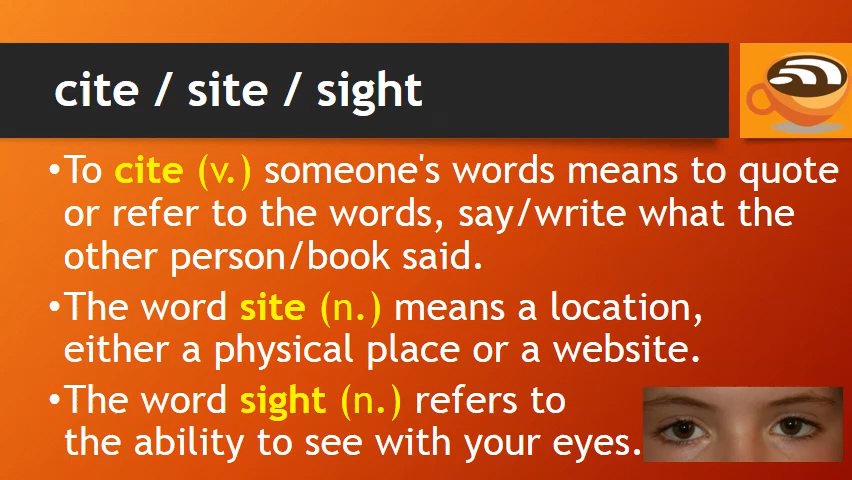 cite / site / sight
•To cite (v.) someone's words means to quote
or refer to the words, say/write what the
other person/book said.
•The word site (n.) means a location,
either a physical place or a website.
•The word sight (n.) refers to
the ability to see with your eyes.